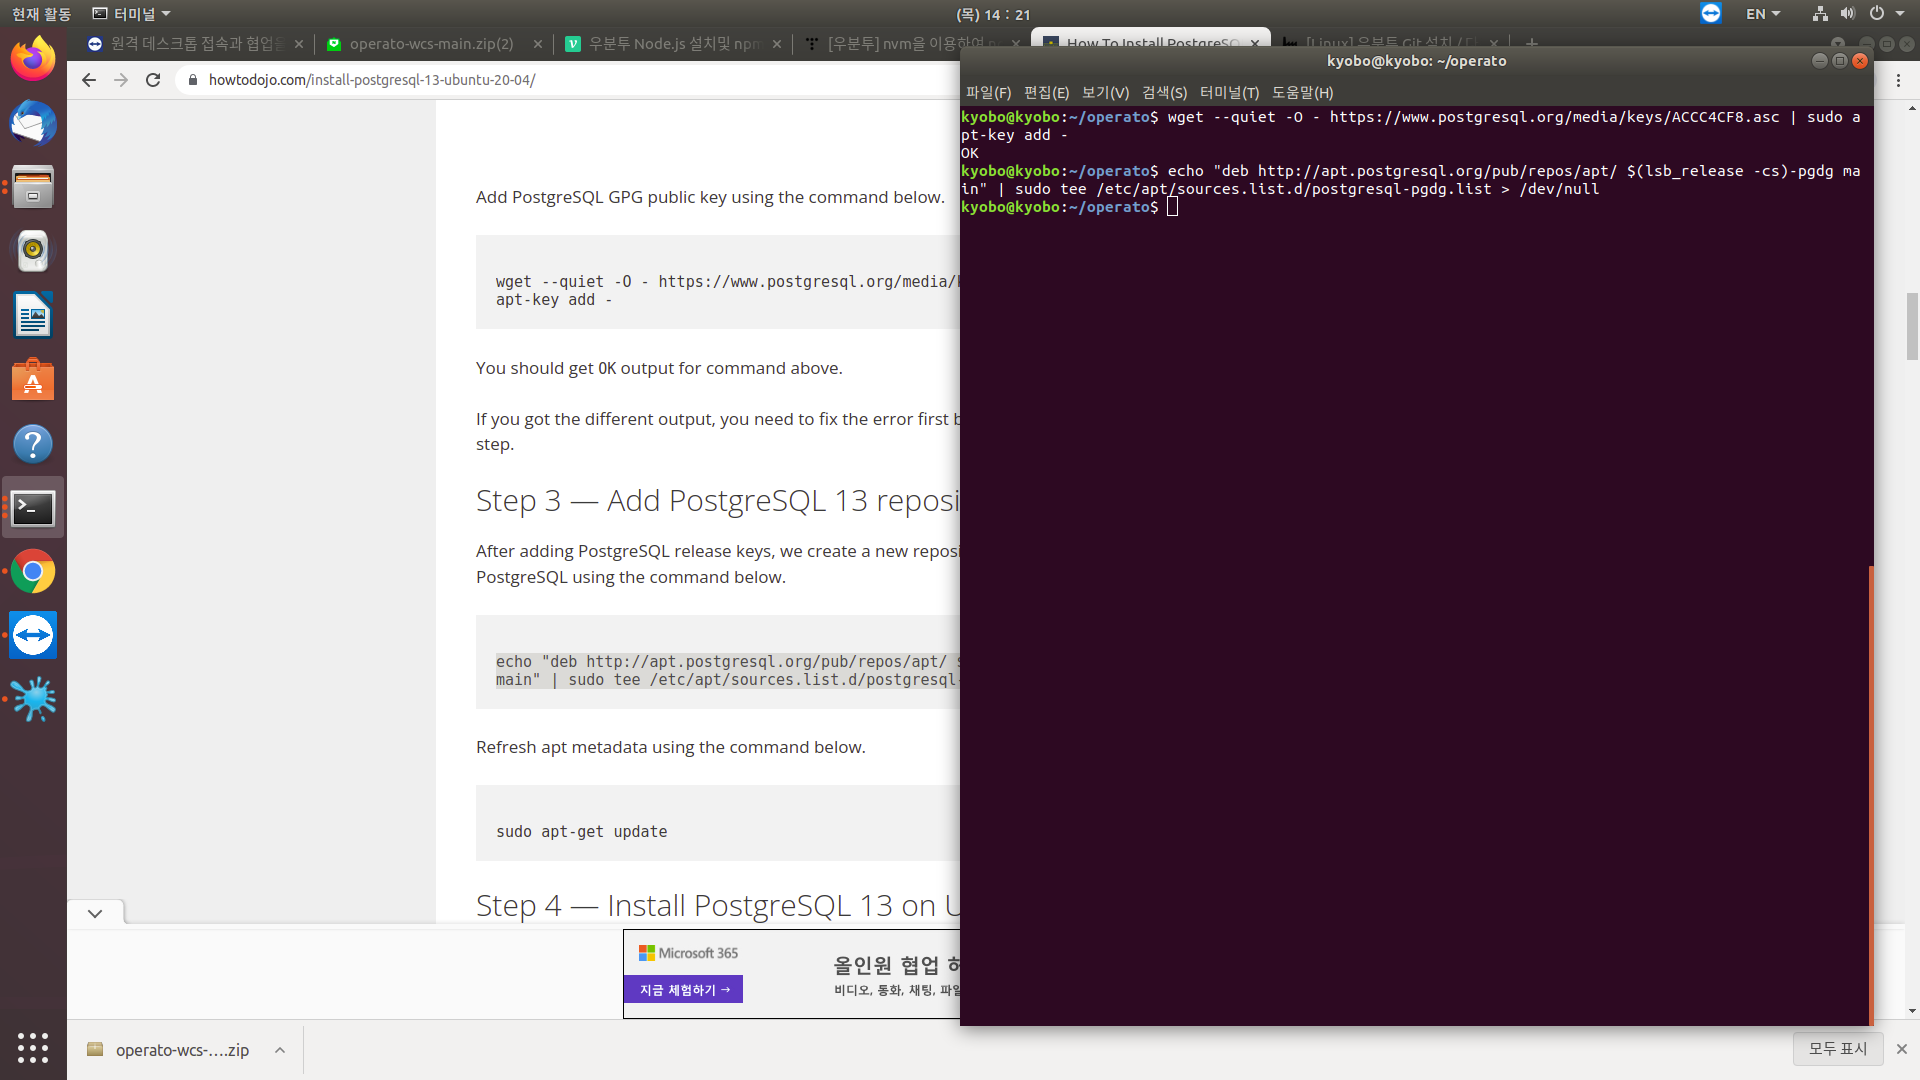 현재 활동
터미널
(목) 14 : 21
EN
원격 데스크톱 접속과 협업을
operato-wcs-main.zip(2)
우분투 Node.js 설치및 npm
[우분투] nvm을 이용하여
How To Install PostgreSQ
[Linux] 우분투 Git 설치 /
howtodojo.com/install-postgresql-13-ubuntu-20-04/
Add PostgreSQL GPG public key using the command below.
wget --quiet -O - https://www.postgresql.org/media/
apt-key add -
You should get OK output for command above.
If you got the different output, you need to fix the error first
step.
Step 3 — Add PostgreSQL 13 reposi
After adding PostgreSQL release keys, we create a new reposi
PostgreSQL using the command below.
echo "deb http://apt.postgresql.org/pub/repos/apt/
main" | sudo tee /etc/apt/sources.list.d/postgresql-
Refresh apt metadata using the command below.
sudo apt-get update
Step 4 — Install PostgreSQL 13 on
Microsoft 365
지금 체험하기 →
올인원 협업
비디오, 통화, 채팅, 파일
operato-wcs-....zip
모두 표시
kyobo@kyobo: ~/operato
파일(F) 편집(E) 보기(V) 검색(S) 터미널(T) 도움말(H)
kyobo@kyobo:~/operato$ wget --quiet -O - https://www.postgresql.org/media/keys/ACCC4CF8.asc | sudo a
pt-key add -
OK
kyobo@kyobo:~/operato$ echo "deb http://apt.postgresql.org/pub/repos/apt/ $(lsb_release -cs)-pgdg ma
in" | sudo tee /etc/apt/sources.list.d/postgresql-pgdg.list > /dev/null
kyobo@kyobo:~/operato$